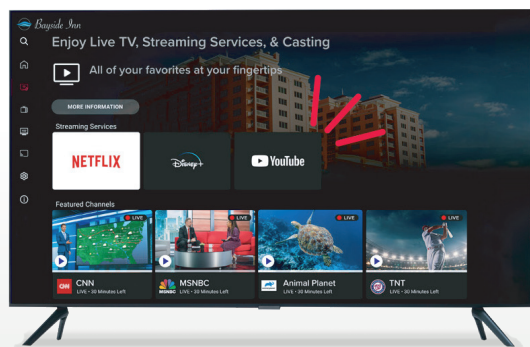 Bayside Inn
Enjoy Live TV, Streaming Services, & Casting
All of your favorites at your fingertips
MORE INFORMATION
Streaming Services
NETFLIX
Disney+
YouTube
Featured Channels
LIVE
LIVE
LIVE
LIVE
CNN
CNN
LIVE • 30 Minutes Left
MSNBC
MSNBC
LIVE • 30 Minutes Left
Animal Planet
LIVE • 30 Minutes Left
TNT
LIVE • 30 Minutes Left